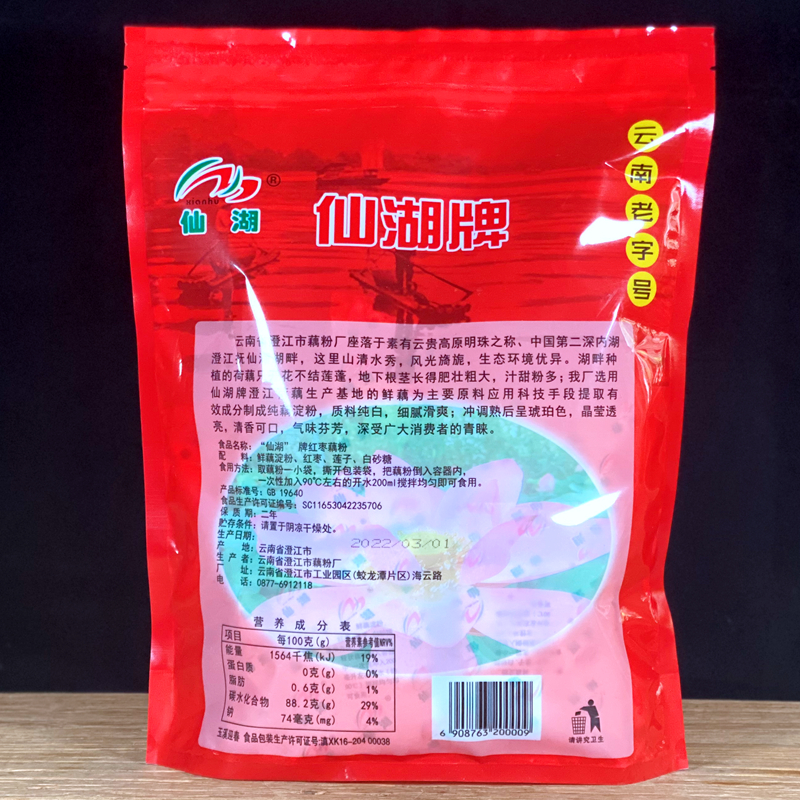 云南老字号
xianhu
®
仙湖
仙湖牌
云南省澄江市藕粉厂座落于素有云贵高原明珠之称、中国第二深内湖
澄江抚仙湖湖畔,这里山清水秀,风光旖旎,生态环境优异。湖畔种
植的荷藕只开花不结莲蓬,地下根茎长得肥壮粗大,汁甜粉多;我厂选用
仙湖牌澄江荷藕生产基地的鲜藕为主要原料应用科技手段提取有
效成分制成纯藕淀粉,质料纯白,细腻滑爽;冲调熟后呈琥珀色,晶莹透
亮,清香可口,气味芬芳,深受广大消费者的青睐。
食品名称:“仙湖”牌红枣藕粉
配 料:鲜藕淀粉、红枣、莲子、白砂糖
食用方法:取藕粉一小袋,撕开包装袋,把藕粉倒入容器内,
一次性加入90℃左右的开水200ml搅拌均匀即可食用。
产品标准号:GB 19640
食品生产许可证编号:SC11653042235706
保 质 期:二年
贮存条件:请置于阴凉干燥处。
生产日期:
2022/03/01
产 地:云南省澄江市
生 产 者:云南省澄江市藕粉厂
厂 址:云南省澄江市工业园区(蛟龙潭片区)海云路
电 话:0877-6912118
营 养 成 分 表
项目 每100克(g) 营养素参考值NRV%
能量 1564千焦(kJ) 19%
蛋白质 0克(g) 0%
脂肪 0.6克(g) 1%
碳水化合物 88.2克(g) 29%
钠 74毫克(mg) 4%
玉溪迎春 食品包装生产许可证号:滇XK16-204 00038
6 908763 200009
请讲究卫生